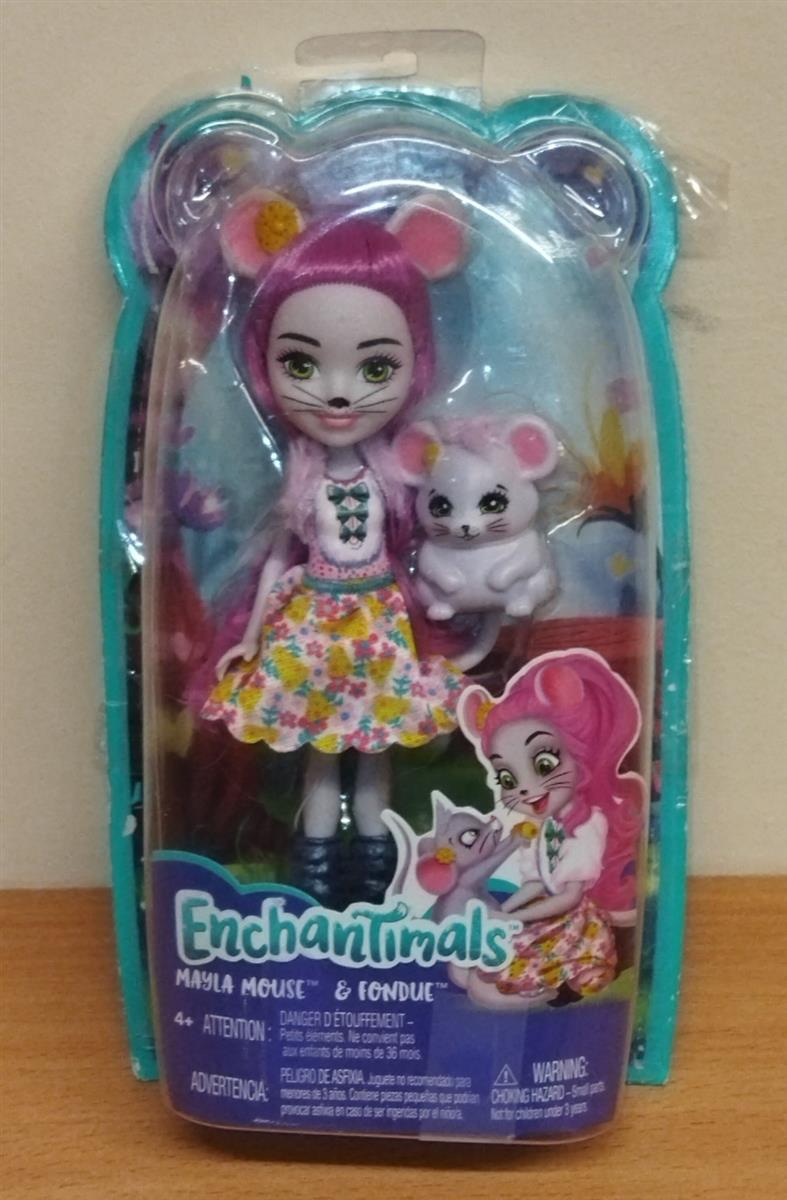 Enchantimals™
MAYLA MOUSE™ & FONDUE™
4+ ATTENTION :
DANGER D'ÉTOUFFEMENT –
Petits éléments. Ne convient pas
aux enfants de moins de 36 mois.
ADVERTENCIA:
PELIGRO DE ASFIXIA. Juguete no recomendado para
menores de 3 años. Contiene piezas pequeñas que podrían
provocar asfixia en caso de ser ingeridas por el niño/a.
WARNING:
CHOKING HAZARD – Small parts.
Not for children under 3 years.